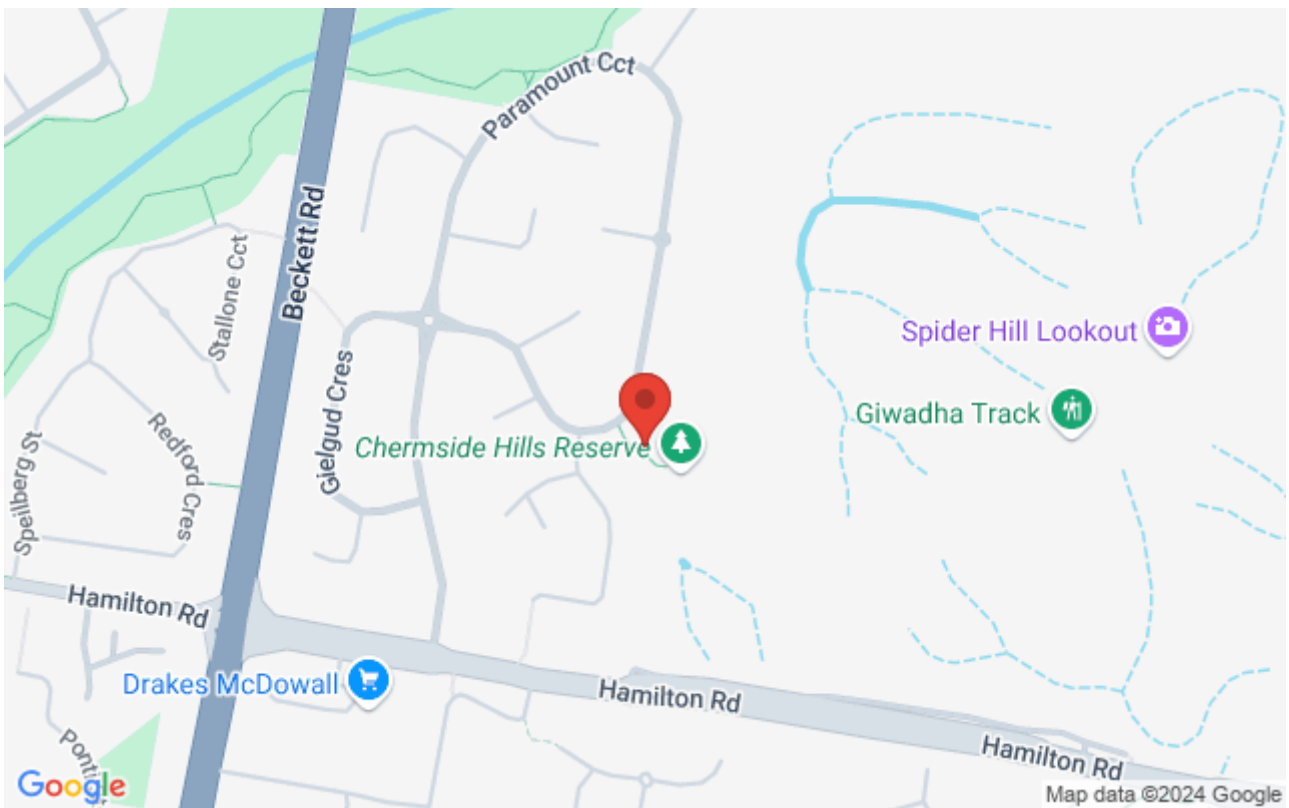 Paramount Cct
Beckett Rd
Stallone Cct
Spider Hill Lookout
Gielgud Cres
Giwadha Track
Redford Cres
Chermside Hills Reserve
Speilberg St
Hamilton Rd
Drakes McDowall
Hamilton Rd
Hamilton Rd
Google
Map data ©2024 Google